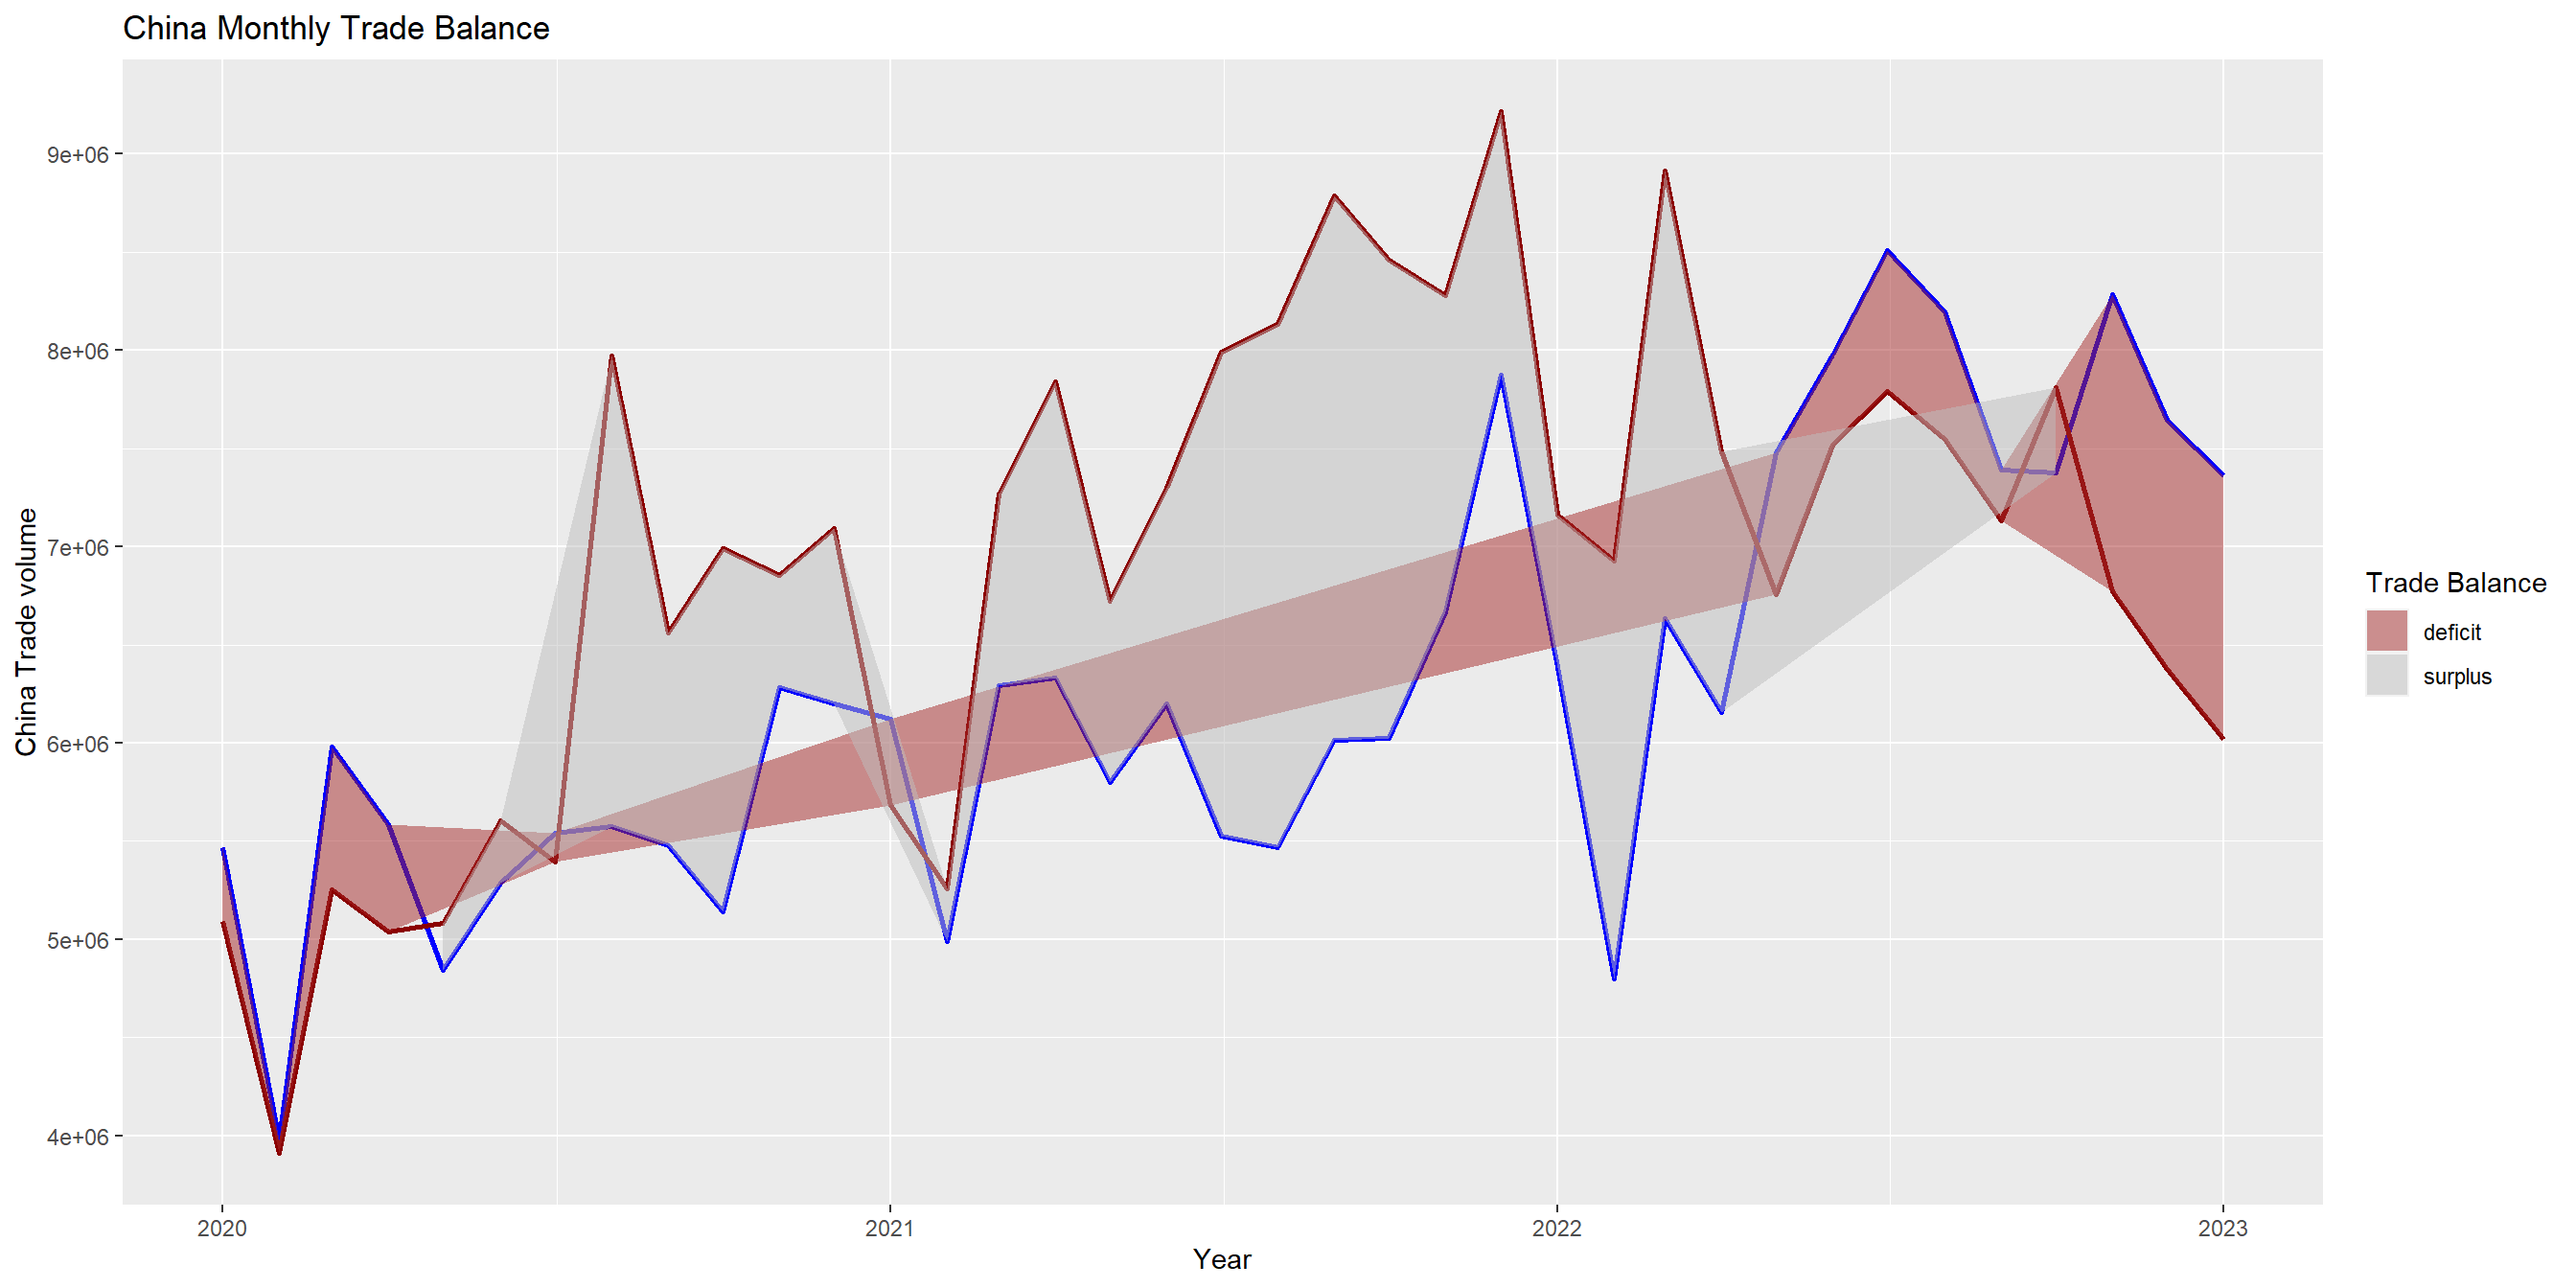 China Monthly Trade Balance
9e+06
8e+06
7e+06
6e+06
5e+06
4e+06
China Trade volume
2020
2021
2022
2023
Year
Trade Balance
deficit
surplus